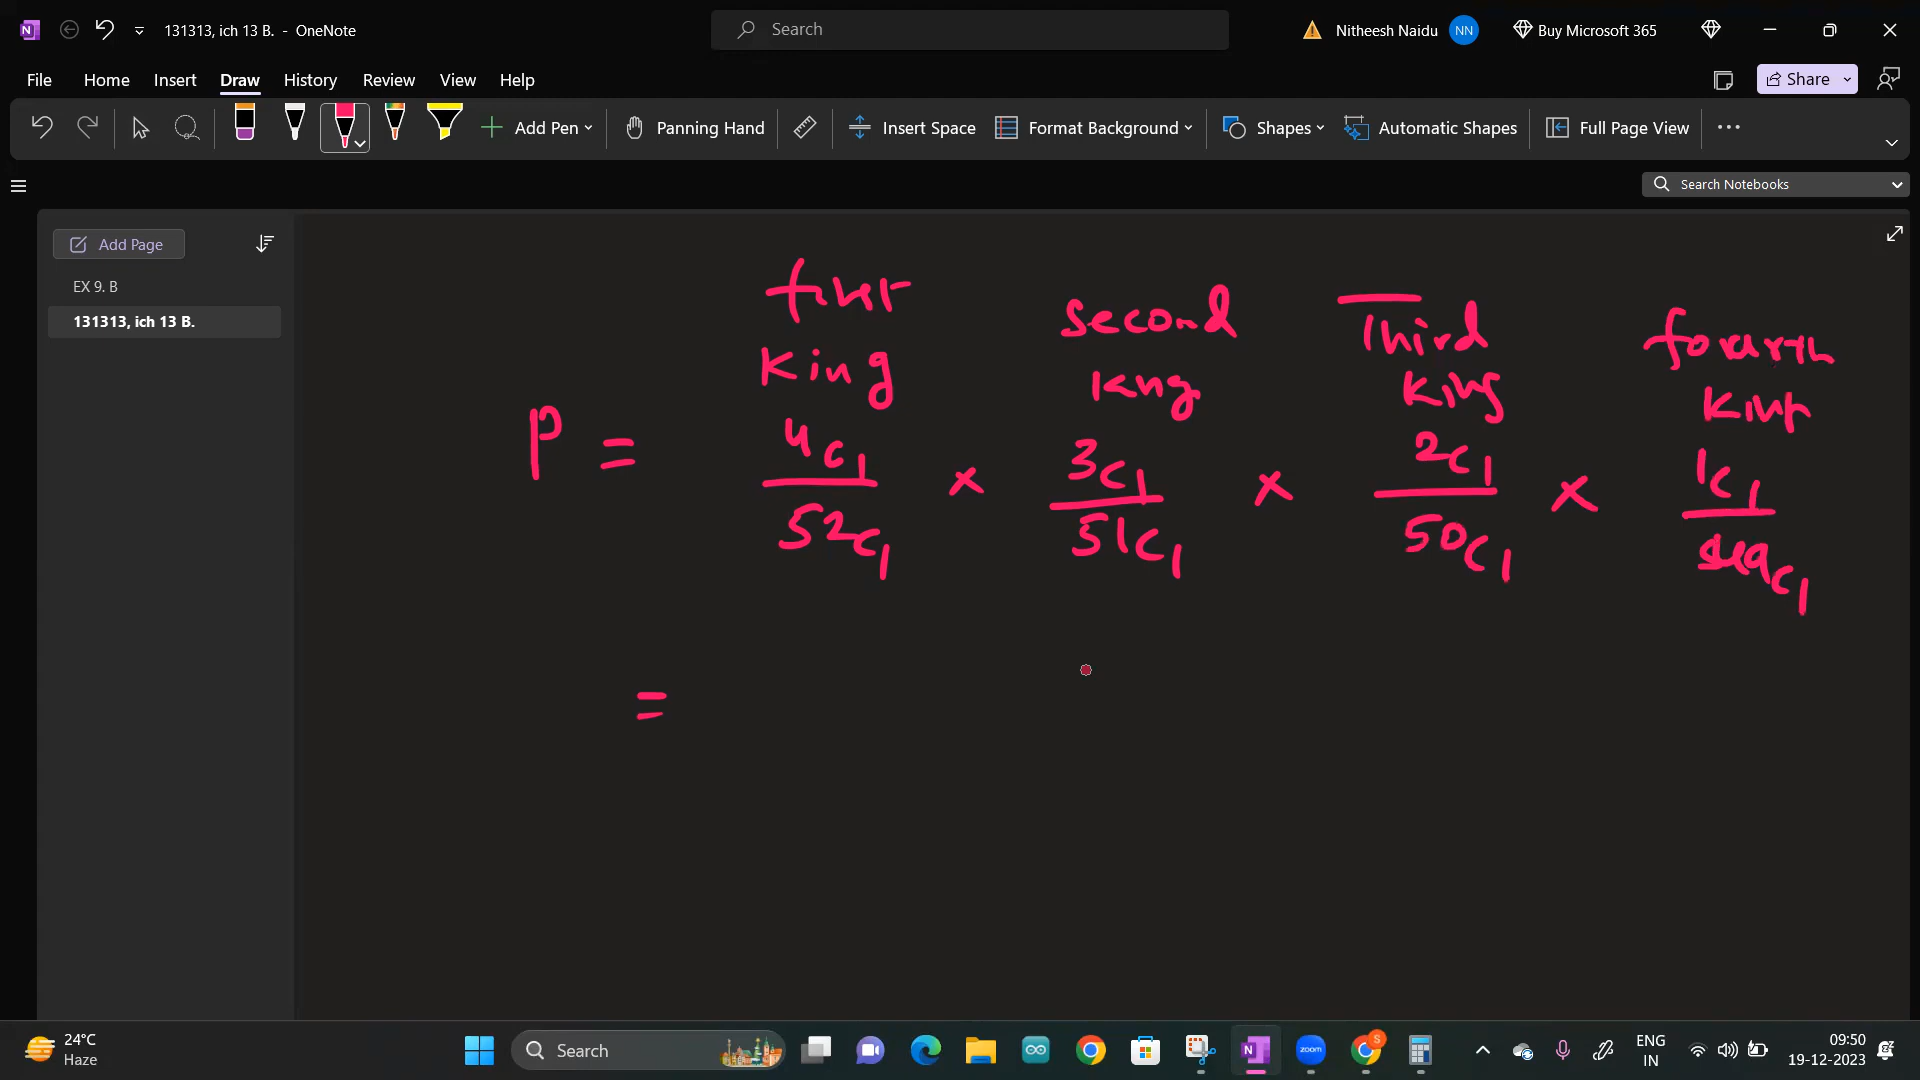 131313, ich 13 B. - OneNote
Search
Nitheesh Naidu
NN
Buy Microsoft 365
File Home Insert Draw History Review View Help
Share
Add Pen
Panning Hand
Insert Space
Format Background
Shapes
Automatic Shapes
Full Page View
Search Notebooks
Add Page
EX 9. B
131313, ich 13 B.
first second Third fourth
King king king king
P = 4C1 × 3C1 × 2C1 × 1C1
52C1 51C1 50C1 C1
=
24°C
Haze
Search
zoom
S
ENG
IN
09:50
19-12-2023